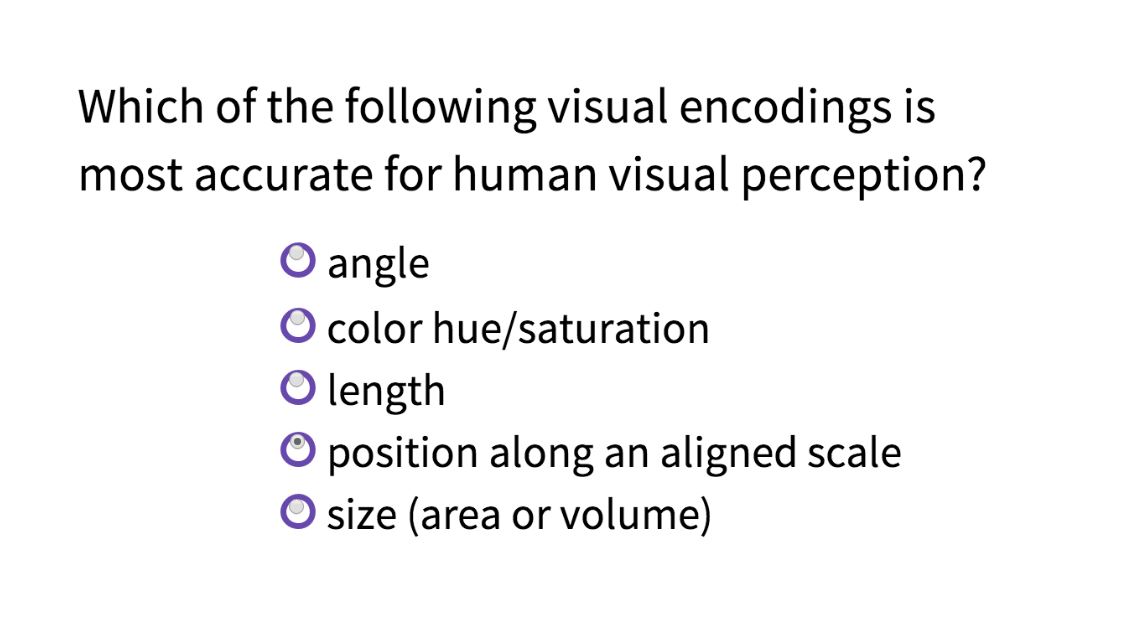 Which of the following visual encodings is
most accurate for human visual perception?
angle
color hue/saturation
length
position along an aligned scale
size (area or volume)